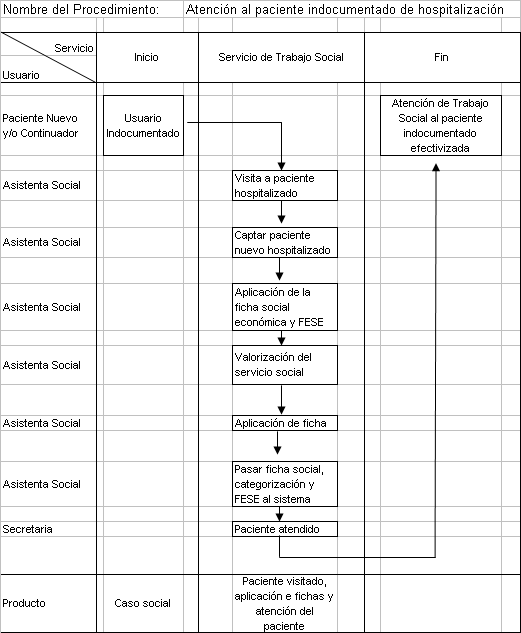 Nombre del Procedimiento: Atención al paciente indocumentado de hospitalización
Servicio
Usuario
Inicio
Servicio de Trabajo Social
Fin
Paciente Nuevo
y/o Continuador
Usuario
Indocumentado
Atención de Trabajo
Social al paciente
indocumentado
efectivizada
Asistenta Social
Visita a paciente
hospitalizado
Asistenta Social
Captar paciente
nuevo hospitalizado
Asistenta Social
Aplicación de la
ficha social
económica y FESE
Asistenta Social
Valorización del
servicio social
Asistenta Social
Aplicación de ficha
Asistenta Social
Pasar ficha social,
categorización y
FESE al sistema
Secretaria
Paciente atendido
Producto
Caso social
Paciente visitado,
aplicación e fichas y
atención del
paciente